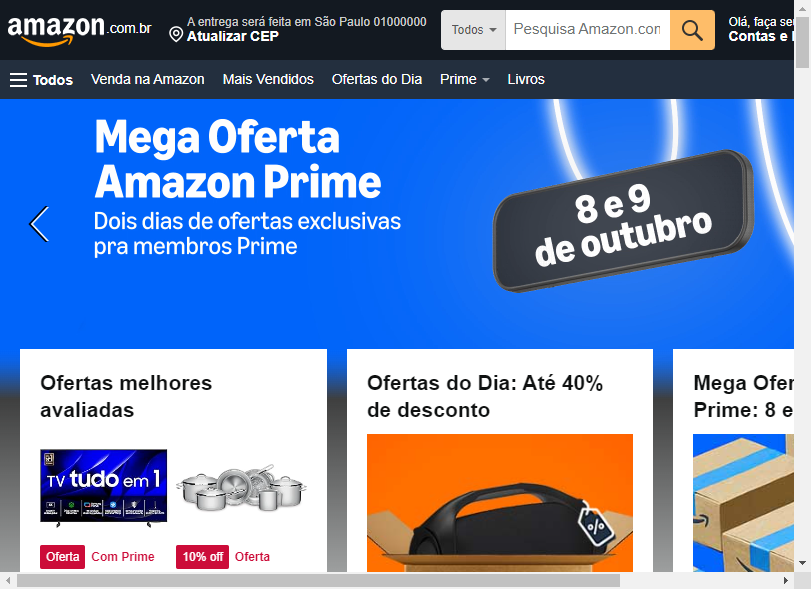 amazon.com.br
A entrega será feita em São Paulo 01000000
Atualizar CEP
Todos
Pesquisa Amazon.con
Olá, faça se
Contas e
Todos
Venda na Amazon
Mais Vendidos
Ofertas do Dia
Prime
Livros
Mega Oferta
Amazon Prime
Dois dias de ofertas exclusivas
pra membros Prime
8 e 9
de outubro
Ofertas melhores
avaliadas
Ofertas do Dia: Até 40%
de desconto
Mega Ofer
Prime: 8 e
TV tudo em 1
Oferta
Com Prime
10% off
Oferta
%